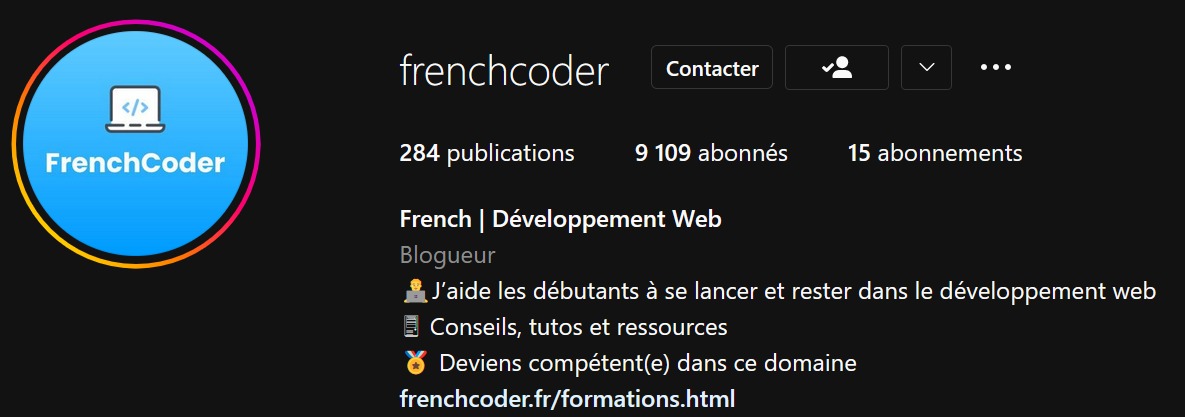 </>
FrenchCoder
frenchcoder Contacter
284 publications 9 109 abonnés 15 abonnements
French | Développement Web
Blogueur
👨‍💻J’aide les débutants à se lancer et rester dans le développement web
📓 Conseils, tutos et ressources
🏅 Deviens compétent(e) dans ce domaine
frenchcoder.fr/formations.html